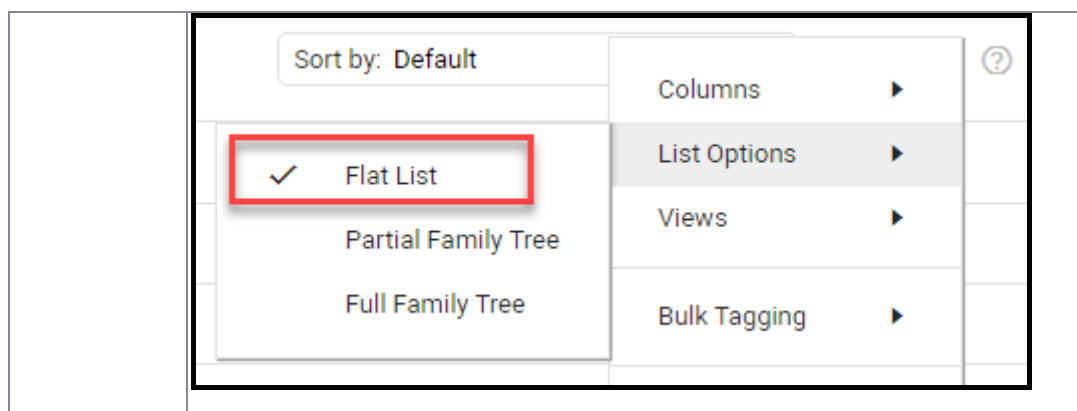 Sort by: Default
Columns
List Options
Flat List
Views
Partial Family Tree
Full Family Tree
Bulk Tagging